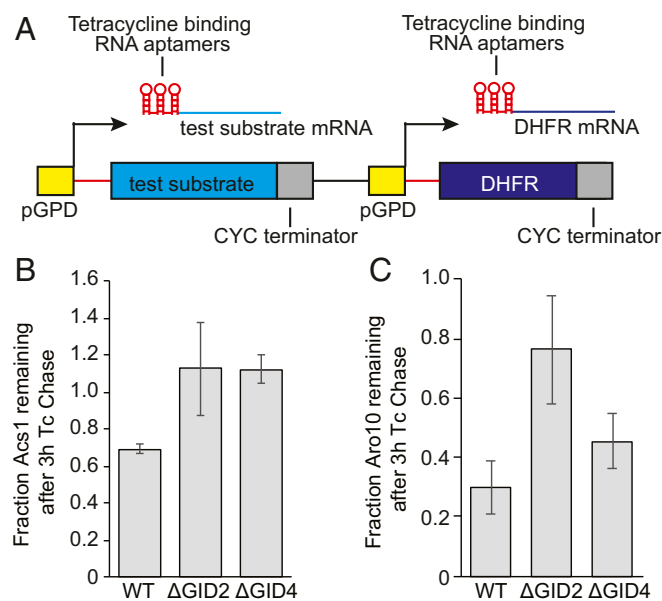 A
Tetracycline binding
RNA aptamers
Tetracycline binding
RNA aptamers
test substrate mRNA
DHFR mRNA
test substrate
DHFR
pGPD
pGPD
CYC terminator
CYC terminator
B
Fraction Acs1 remaining
after 3h Tc Chase
1.6
1.4
1.2
1.0
0.8
0.6
0.4
0.2
0
WT
ΔGID2
ΔGID4
C
Fraction Aro10 remaining
after 3h Tc Chase
1.0
0.8
0.6
0.4
0.2
0
WT
ΔGID2
ΔGID4